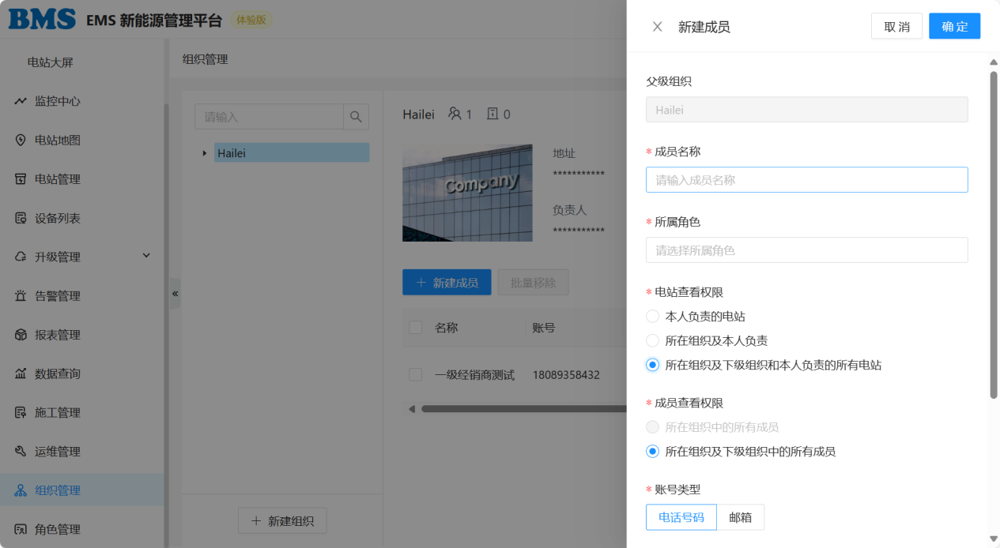 BMS EMS 新能源管理平台 体验版
电站大屏
监控中心
电站地图
电站管理
设备列表
升级管理
告警管理
报表管理
数据查询
施工管理
运维管理
组织管理
角色管理
组织管理
请输入
Hailei
+ 新建组织
Hailei 1 0
Company
地址
***********
负责人
***********
+ 新建成员 批量移除
名称 账号
一级经销商测试 18089358432
新建成员 取 消 确 定
父级组织
Hailei
* 成员名称
请输入成员名称
* 所属角色
请选择所属角色
* 电站查看权限
本人负责的电站
所在组织及本人负责
所在组织及下级组织和本人负责的所有电站
* 成员查看权限
所在组织中的所有成员
所在组织及下级组织中的所有成员
* 账号类型
电话号码 邮箱